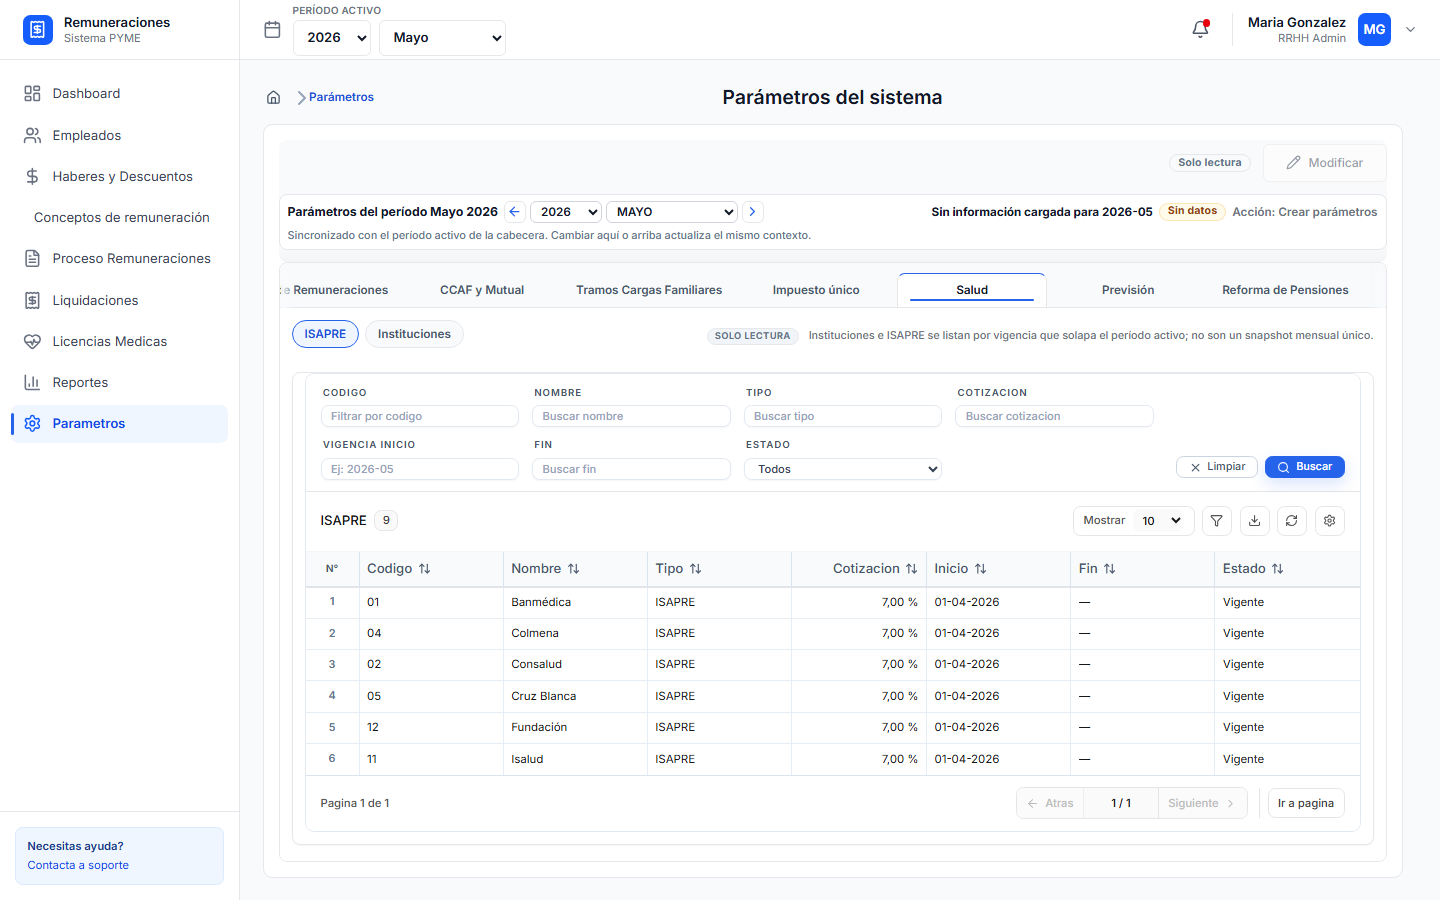 Remuneraciones
Sistema PYME
PERÍODO ACTIVO
2026 Mayo
Maria Gonzalez
RRHH Admin
MG
Dashboard
Empleados
Haberes y Descuentos
Conceptos de remuneración
Proceso Remuneraciones
Liquidaciones
Licencias Medicas
Reportes
Parametros
Necesitas ayuda?
Contacta a soporte
Parámetros
Parámetros del sistema
Solo lectura Modificar
Parámetros del período Mayo 2026 2026 MAYO
Sin información cargada para 2026-05 Sin datos Acción: Crear parámetros
Sincronizado con el período activo de la cabecera. Cambiar aquí o arriba actualiza el mismo contexto.
e Remuneraciones CCAF y Mutual Tramos Cargas Familiares Impuesto único Salud Previsión Reforma de Pensiones
ISAPRE Instituciones
SOLO LECTURA Instituciones e ISAPRE se listan por vigencia que solapa el período activo; no son un snapshot mensual único.
CODIGO NOMBRE TIPO COTIZACION
Filtrar por codigo Buscar nombre Buscar tipo Buscar cotizacion
VIGENCIA INICIO FIN ESTADO
Ej: 2026-05 Buscar fin Todos Limpiar Buscar
ISAPRE 9 Mostrar 10
N° Codigo Nombre Tipo Cotizacion Inicio Fin Estado
1 01 Banmédica ISAPRE 7,00 % 01-04-2026 — Vigente
2 04 Colmena ISAPRE 7,00 % 01-04-2026 — Vigente
3 02 Consalud ISAPRE 7,00 % 01-04-2026 — Vigente
4 05 Cruz Blanca ISAPRE 7,00 % 01-04-2026 — Vigente
5 12 Fundación ISAPRE 7,00 % 01-04-2026 — Vigente
6 11 Isalud ISAPRE 7,00 % 01-04-2026 — Vigente
Pagina 1 de 1 Atras 1 / 1 Siguiente Ir a pagina